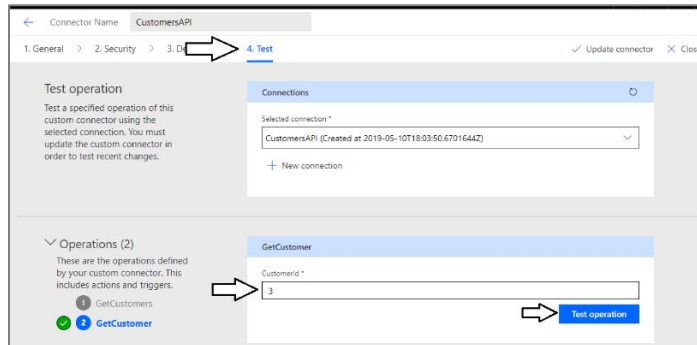 Connector Name CustomersAPI
1. General > 2. Security > 3. De 4. Test Update connector Clos
Test operation
Test a specified operation of this
custom connector using the
selected connection. You must
update the custom connector in
order to test recent changes.
Connections
Selected connection *
CustomersAPI (Created at 2019-05-10T18:03:50.6701644Z)
+ New connection
Operations (2)
These are the operations defined
by your custom connector. This
includes actions and triggers.
1 GetCustomers
2 GetCustomer
GetCustomer
CustomerId *
3
Test operation